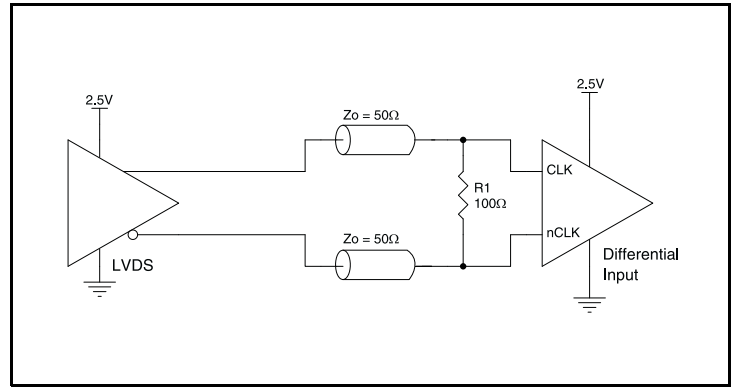 2.5V
2.5V
Zo = 50Ω
CLK
R1
100Ω
nCLK
Zo = 50Ω
LVDS
Differential
Input